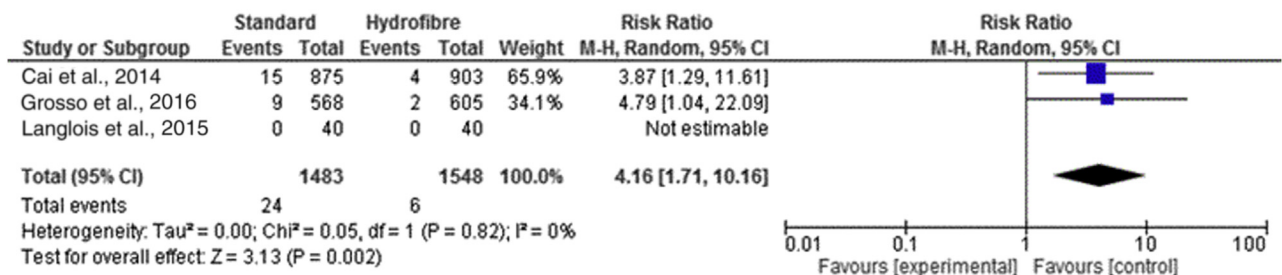 Standard Hydrofibre Risk Ratio Risk Ratio
Study or Subgroup Events Total Events Total Weight M-H, Random, 95% CI M-H, Random, 95% CI
Cai et al., 2014 15 875 4 903 65.9% 3.87 [1.29, 11.61]
Grosso et al., 2016 9 568 2 605 34.1% 4.79 [1.04, 22.09]
Langlois et al., 2015 0 40 0 40 Not estimable
Total (95% CI) 1483 1548 100.0% 4.16 [1.71, 10.16]
Total events 24 6
Heterogeneity: Tau² = 0.00; Chi² = 0.05, df = 1 (P = 0.82); I² = 0%
Test for overall effect: Z = 3.13 (P = 0.002)
0.01 0.1 1 10 100
Favours [experimental] Favours [control]